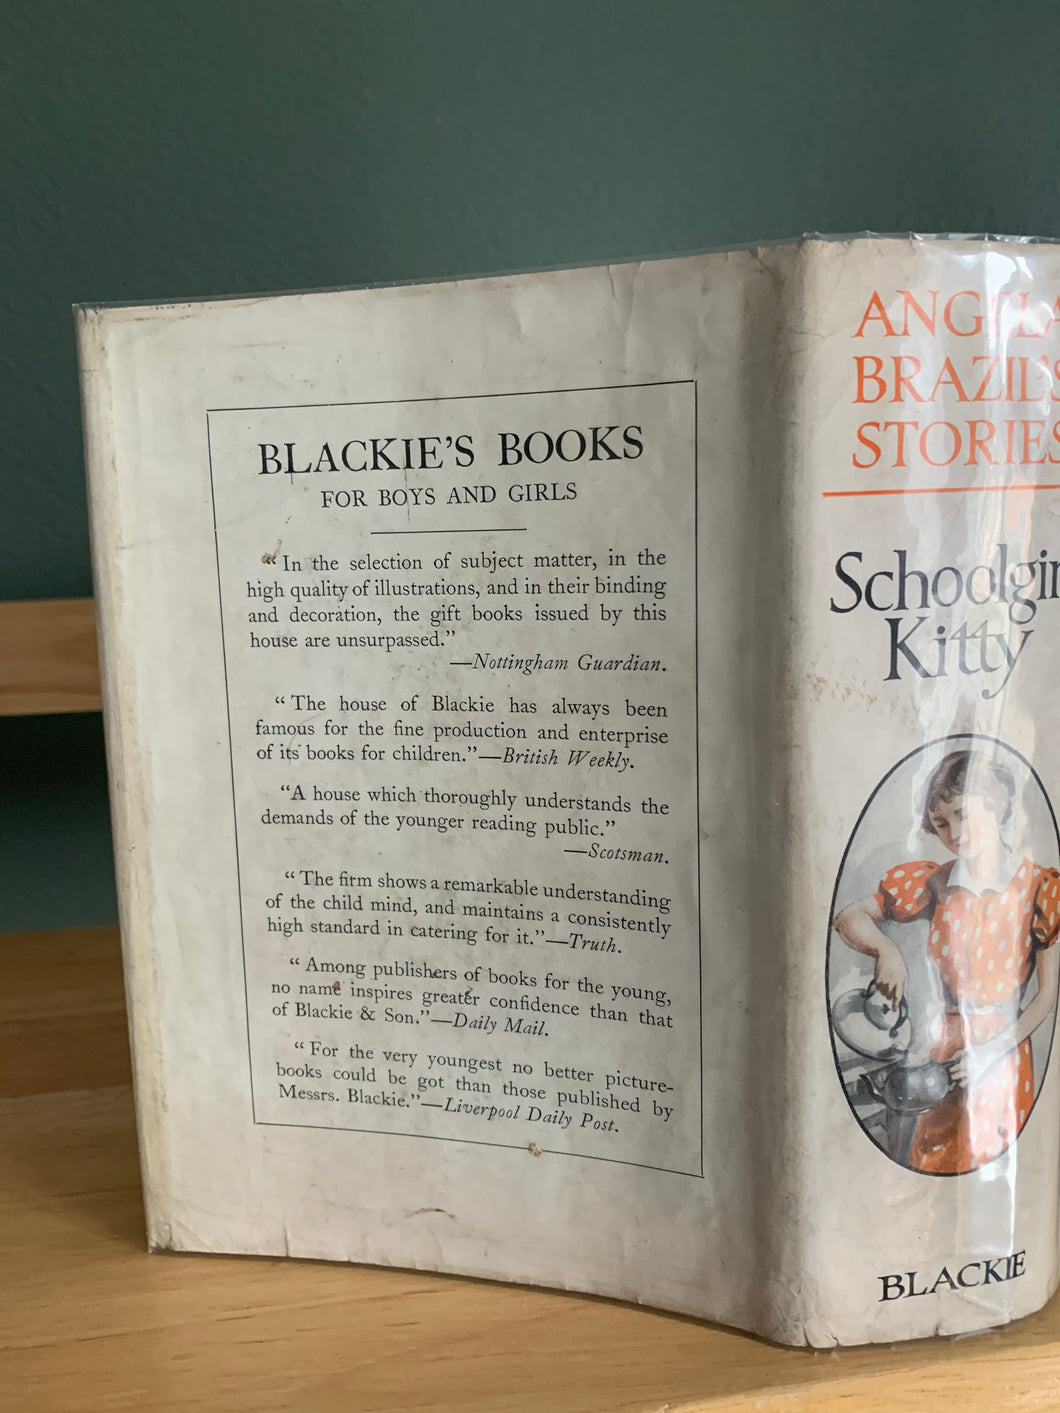 BLACKIE'S BOOKS
FOR BOYS AND GIRLS
“In the selection of subject matter, in the
high quality of illustrations, and in their binding
and decoration, the gift books issued by this
house are unsurpassed.”
—Nottingham Guardian.
“The house of Blackie has always been
famous for the fine production and enterprise
of its books for children.”—British Weekly.
“A house which thoroughly understands the
demands of the younger reading public.”
—Scotsman.
“The firm shows a remarkable understanding
of the child mind, and maintains a consistently
high standard in catering for it.”—Truth.
“Among publishers of books for the young,
no name inspires greater confidence than that
of Blackie & Son.”—Daily Mail.
“For the very youngest no better picture-
books could be got than those published by
Messrs. Blackie.”—Liverpool Daily Post.
ANGELA
BRAZIL'S
STORIES
Schoolgir
Kitty
BLACKIE